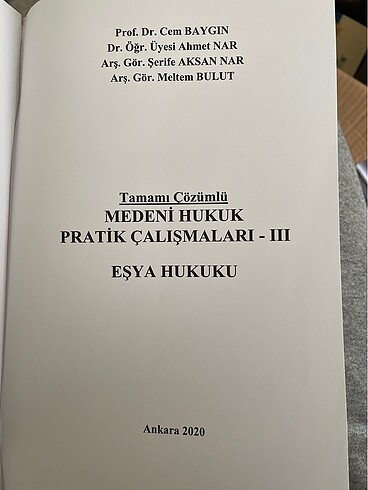 Prof. Dr. Cem BAYGIN
Dr. Öğr. Üyesi Ahmet NAR
Arş. Gör. Şerife AKSAN NAR
Arş. Gör. Meltem BULUT
Tamamı Çözümlü
MEDENİ HUKUK
PRATİK ÇALIŞMALARI - III
EŞYA HUKUKU
Ankara 2020